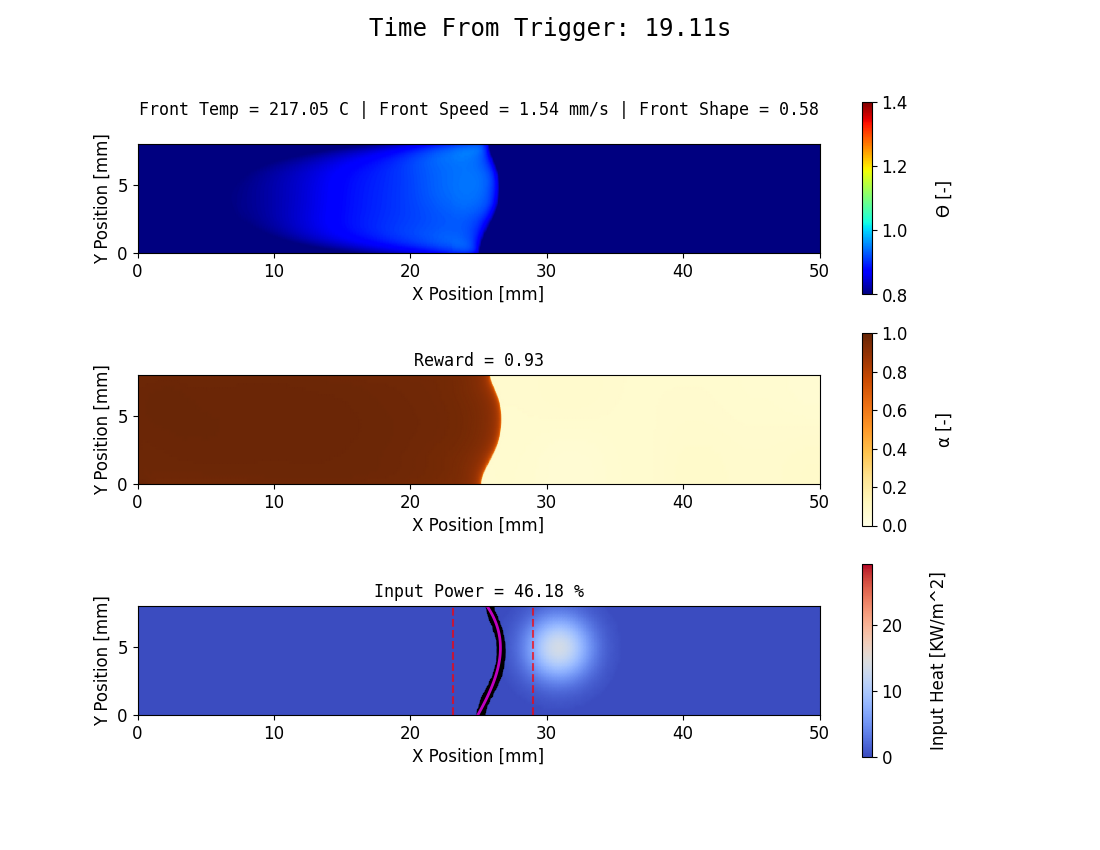 Time From Trigger: 19.11s
Front Temp = 217.05 C | Front Speed = 1.54 mm/s | Front Shape = 0.58
Y Position [mm]
5
0
0 10 20 30 40 50
X Position [mm]
1.4
1.2
1.0
0.8
Θ [-]
Reward = 0.93
Y Position [mm]
5
0
0 10 20 30 40 50
X Position [mm]
1.0
0.8
0.6
0.4
0.2
0.0
α [-]
Input Power = 46.18 %
Y Position [mm]
5
0
0 10 20 30 40 50
X Position [mm]
20
10
0
Input Heat [KW/m^2]